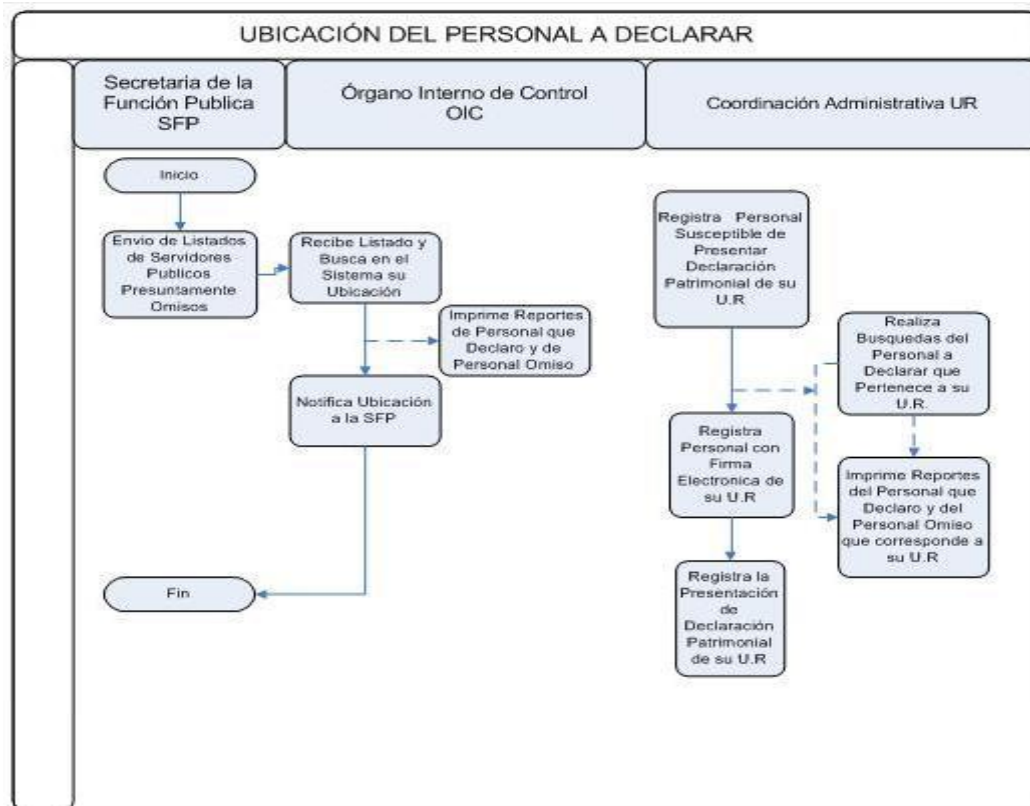 UBICACIÓN DEL PERSONAL A DECLARAR
Secretaria de la
Función Publica
SFP
Órgano Interno de Control
OIC
Coordinación Administrativa UR
Inicio
Envio de Listados
de Servidores
Publicos
Presuntamente
Omisos
Recibe Listado y
Busca en el
Sistema su
Ubicación
Imprime Reportes
de Personal que
Declaro y de
Personal Omiso
Notifica Ubicación
a la SFP
Fin
Registra Personal
Susceptible de
Presentar
Declaración
Patrimonial de su
U.R
Realiza
Busquedas del
Personal a
Declarar que
Pertenece a su
U.R.
Registra
Personal con
Firma
Electronica de
su U.R
Imprime Reportes
del Personal que
Declaro y del
Personal Omiso
que corresponde a
su U.R
Registra la
Presentación
de
Declaración
Patrimonial
de su U.R